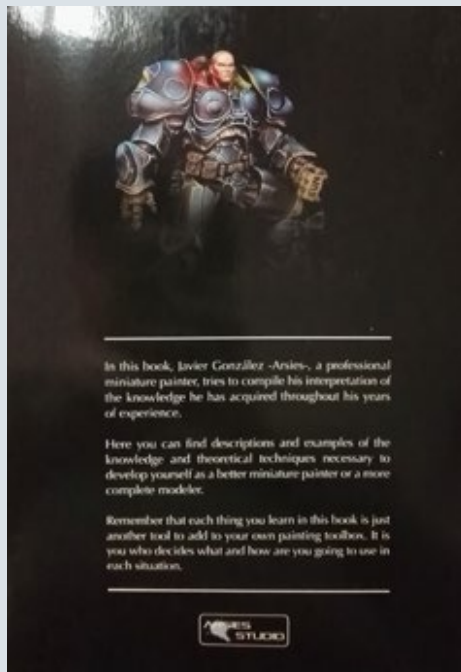 In this book, Javier González -Arsies-, a professional
miniature painter, tries to compile his interpretation of
the knowledge he has acquired throughout his years
of experience.
Here you can find descriptions and examples of the
knowledge and theoretical techniques necessary to
develop yourself as a better miniature painter or a more
complete modeler.
Remember that each thing you learn in this book is just
another tool to add to your own painting toolbox. It is
you who decides what and how are you going to use in
each situation.
ARSIES
STUDIO